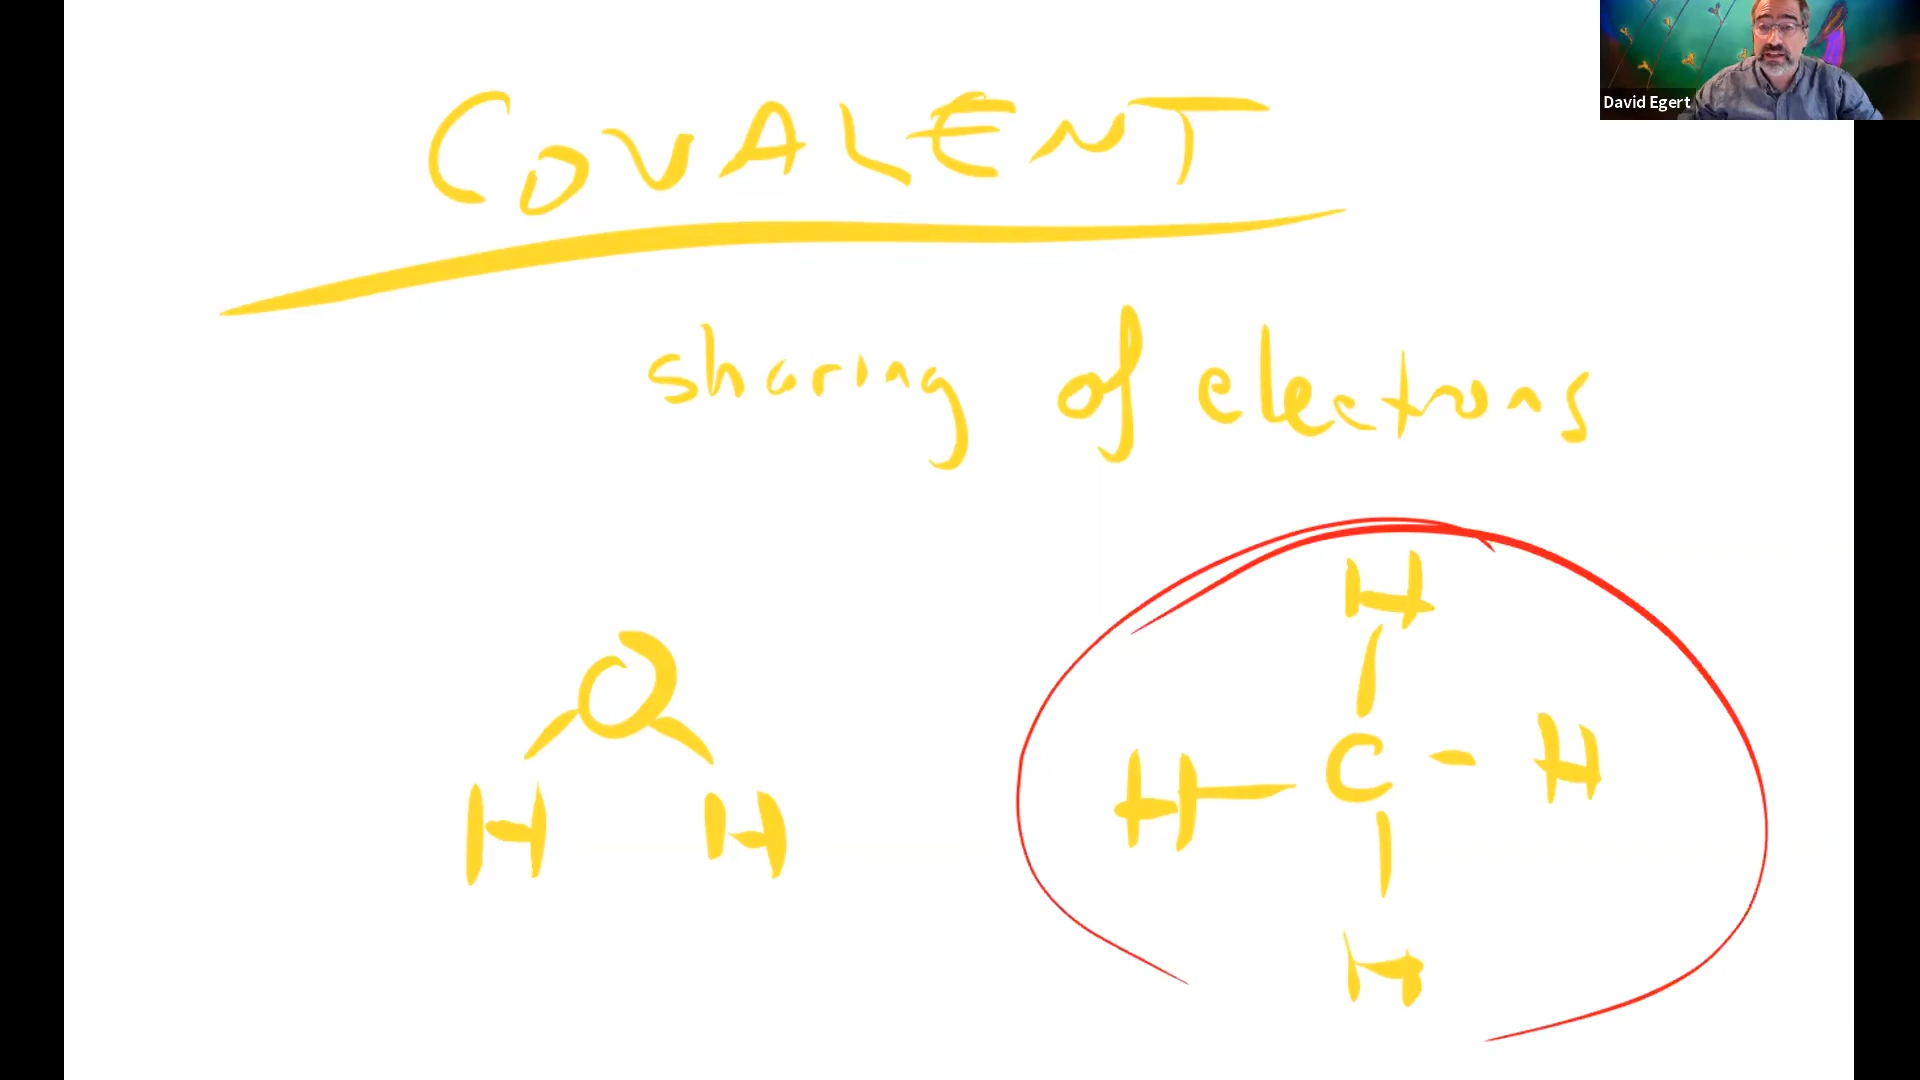 David Egert
COVALENT
sharing of electrons
H
O
C
H
H
H
H
H